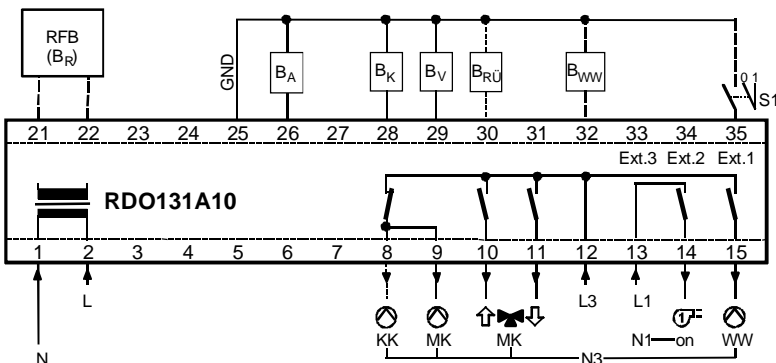 RFB
(BR)
GND
BA
BK
BV
BRÜ
BWW
0 1
S1
21 22 23 24 25 26 27 28 29 30 31 32 33 34 35
Ext.3 Ext.2 Ext.1
RDO131A10
1 2 3 4 5 6 7 8 9 10 11 12 13 14 15
L L3 L1
1
KK MK MK N1 on WW
N N3